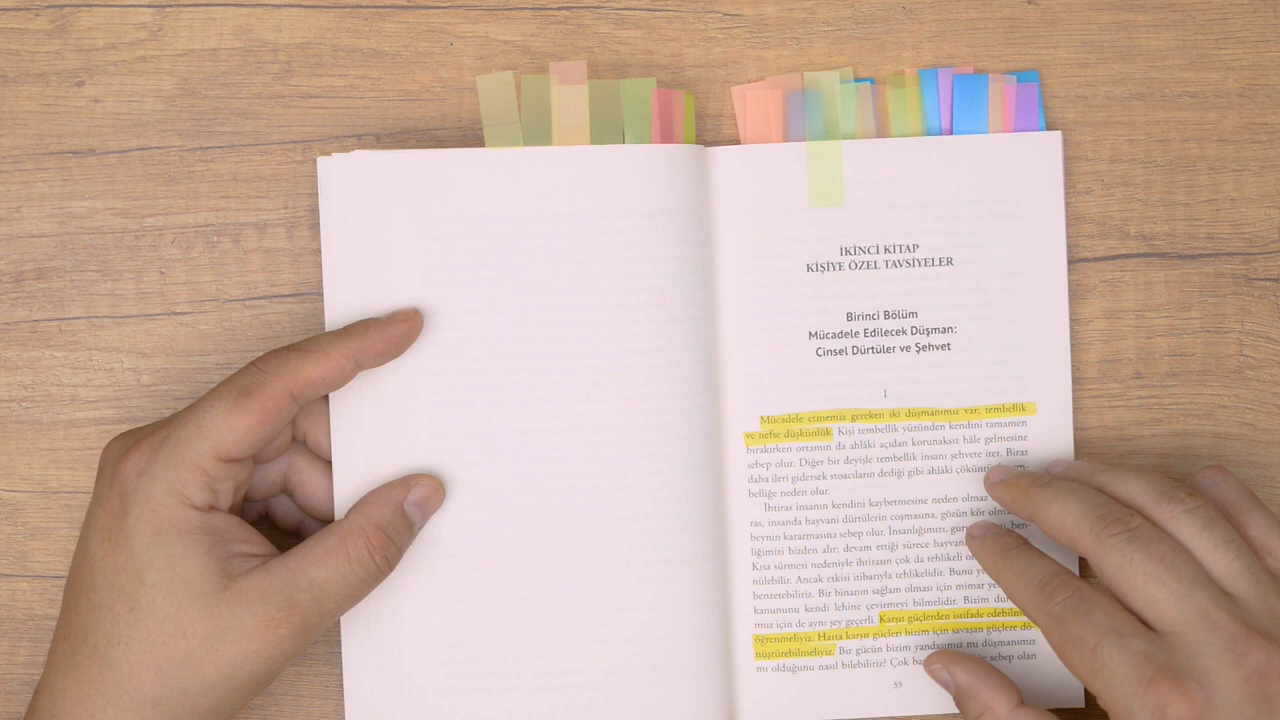 İKİNCİ KİTAP
KİŞİYE ÖZEL TAVSİYELER
Birinci Bölüm
Mücadele Edilecek Düşman:
Cinsel Dürtüler ve Şehvet
I
Mücadele etmemiz gereken iki düşmanımız var; tembellik
ve nefse düşkünlük. Kişi tembellik yüzünden kendini tamamen
bırakırken ortamın da ahlâki açıdan korunaksız hâle gelmesine
sebep olur. Diğer bir deyişle tembellik insanı şehvete iter. Biraz
daha ileri gidersek stoacıların dediği gibi ahlâki çöküntü
belliğe neden olur.
İhtiras insanın kendini kaybetmesine neden olmaz
ras, insanda hayvani dürtülerin coşmasına, gözün kör
beynin kararmasına sebep olur. İnsanlığımızı, ben-
liğimizi bizden alır; devam ettiği sürece
Kısa sürmesi nedeniyle ihtirasın çok da tehlikeli
nülebilir. Ancak etkisi itibarıyla tehlikelidir. Bunu
benzetebiliriz. Bir binanın sağlam olması için mimar
kanununu kendi lehine çevirmeyi bilmelidir. Bizim
muz için de aynı şey geçerli. Karşıt güçlerden istifade
öğrenmeliyiz. Hatta karşıt güçleri bizim için savaşan güçlere dö-
nüştürebilmeliyiz. Bir gücün bizim yandaşımız mı düşmanımız
mı olduğunu nasıl bilebiliriz? Çok sebep olan
33